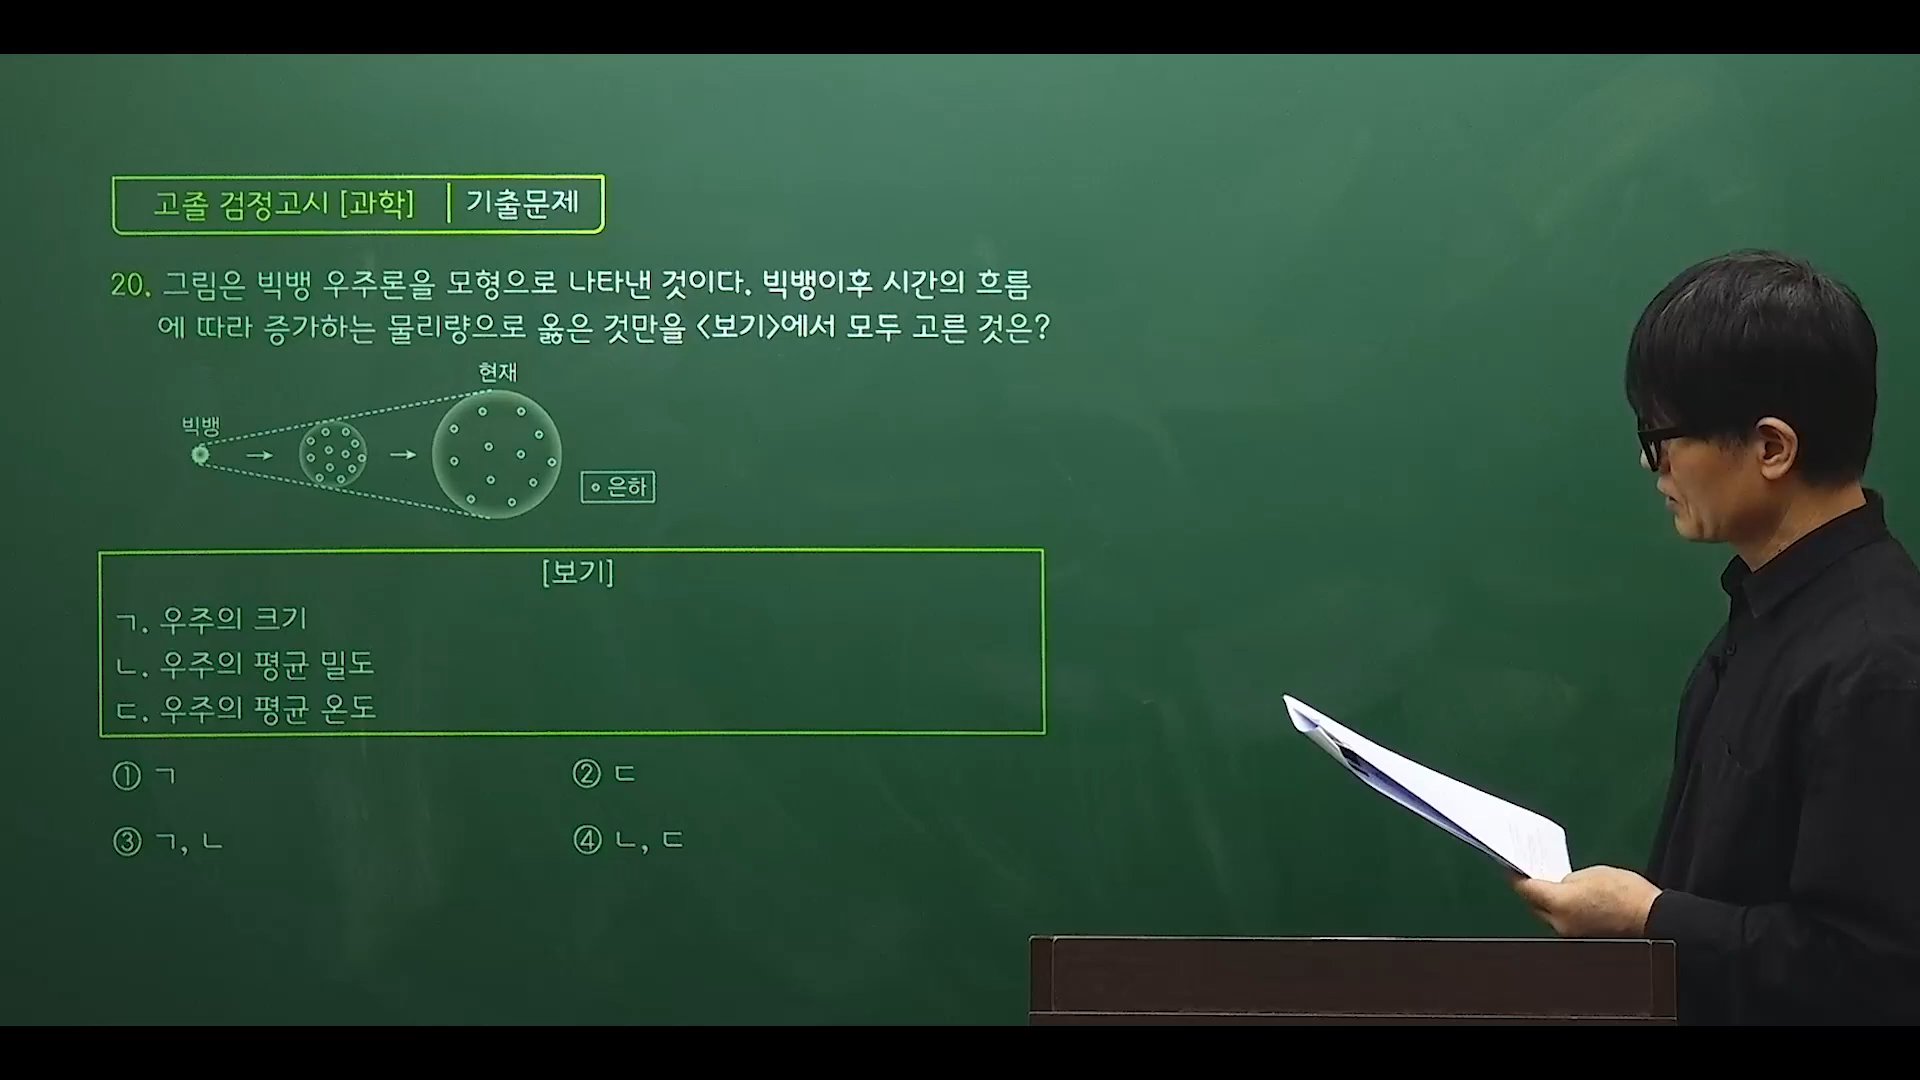 고졸 검정고시 [과학] | 기출문제
20. 그림은 빅뱅 우주론을 모형으로 나타낸 것이다. 빅뱅이후 시간의 흐름
에 따라 증가하는 물리량으로 옳은 것만을 <보기>에서 모두 고른 것은?
현재
빅뱅
은하
[보기]
ㄱ. 우주의 크기
ㄴ. 우주의 평균 밀도
ㄷ. 우주의 평균 온도
① ㄱ ② ㄷ
③ ㄱ, ㄴ ④ ㄴ, ㄷ